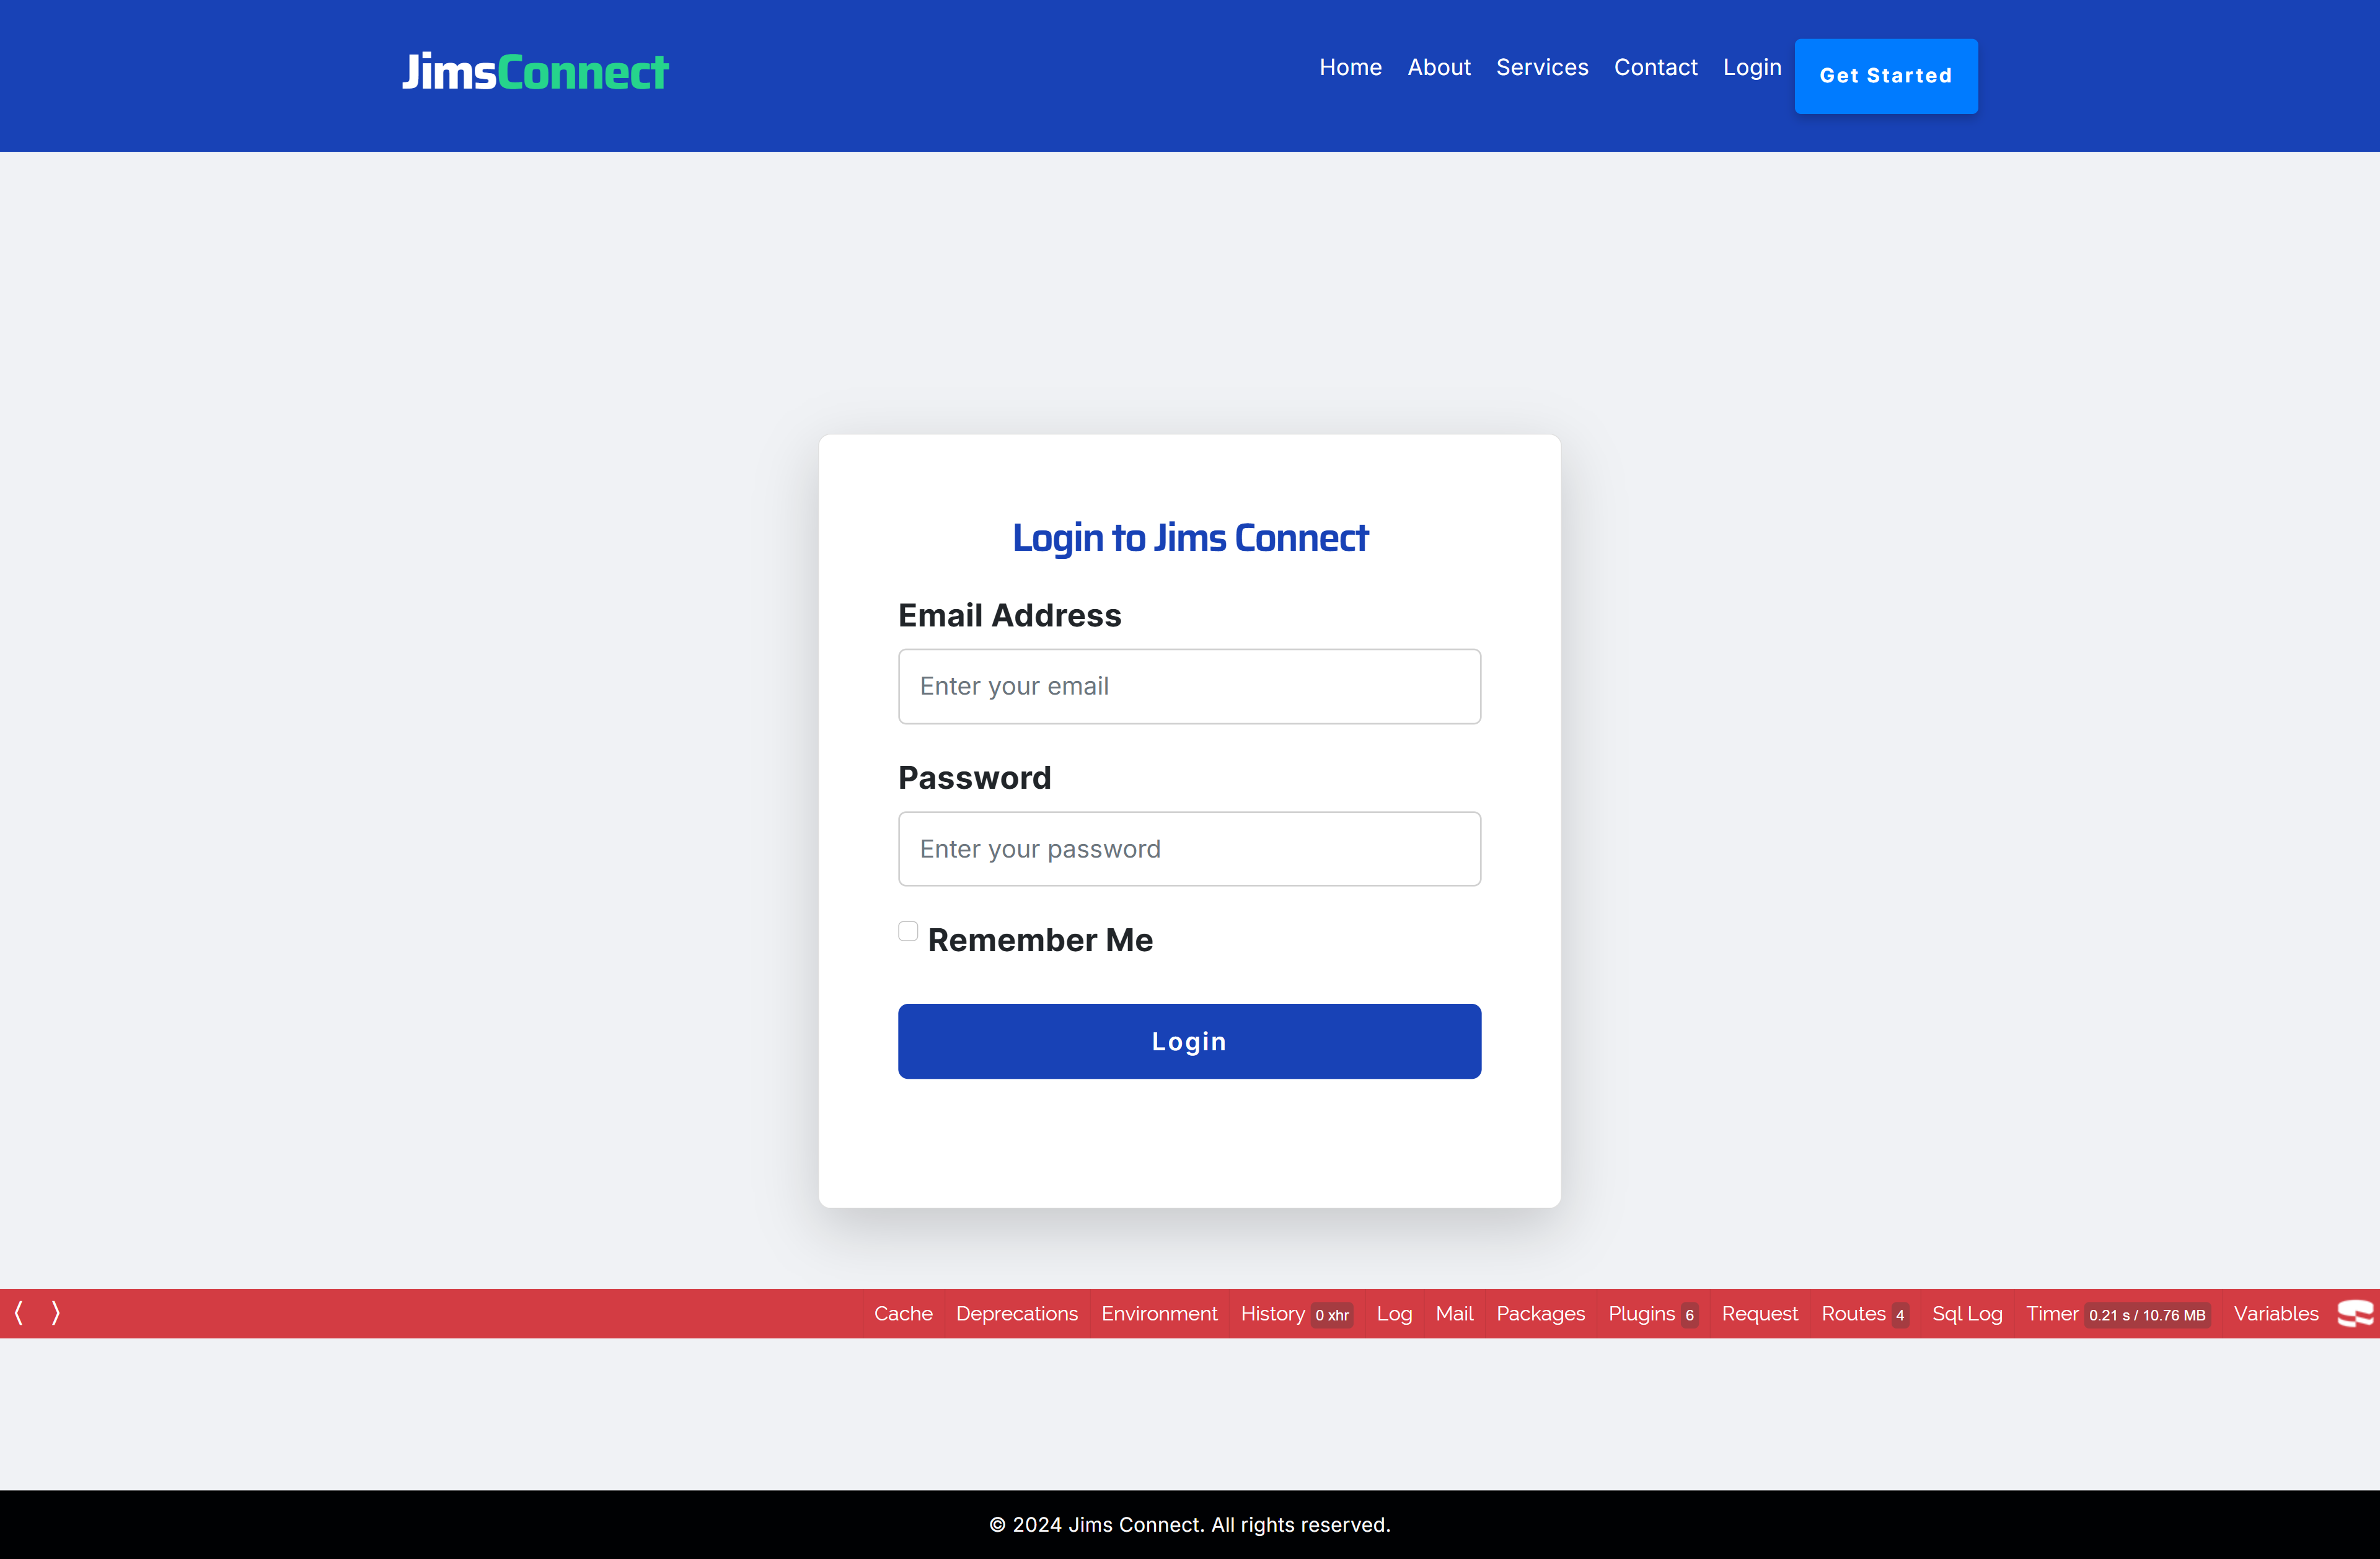 JimsConnect
Home About Services Contact Login Get Started
Login to Jims Connect
Email Address
Enter your email
Password
Enter your password
Remember Me
Login
Cache Deprecations Environment History 0 xhr Log Mail Packages Plugins 6 Request Routes 4 Sql Log Timer 0.21 s / 10.76 MB Variables
© 2024 Jims Connect. All rights reserved.